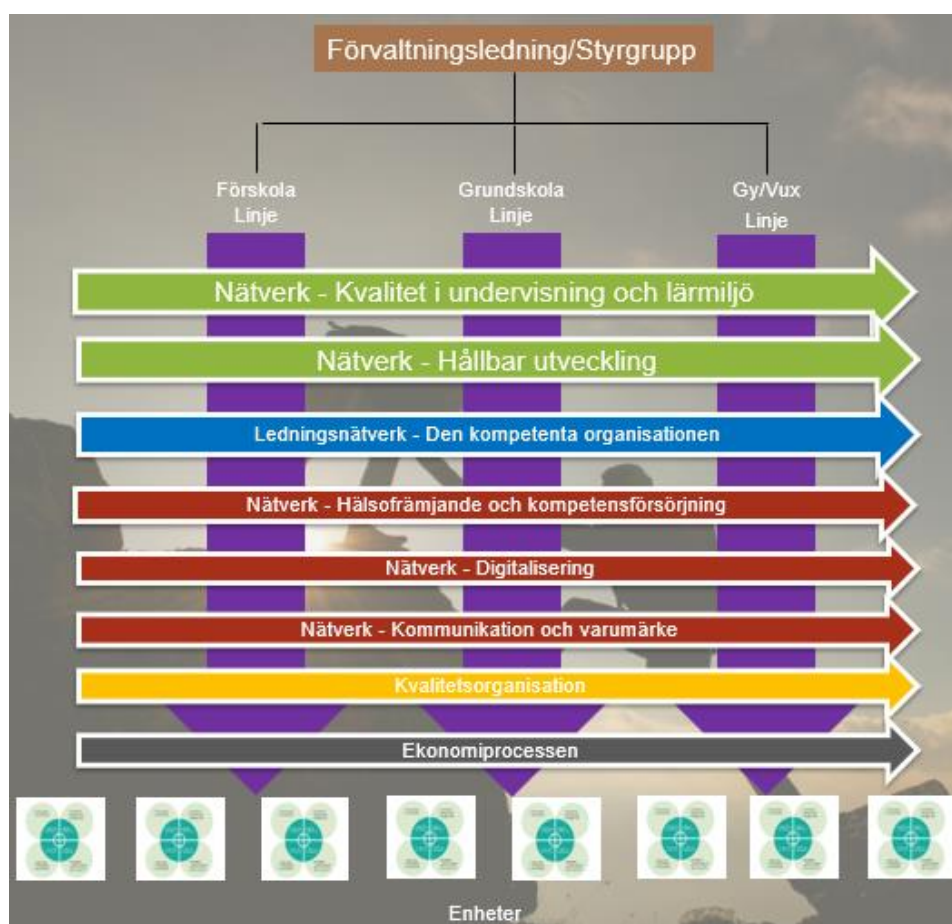 Förvaltningsledning/Styrgrupp
Förskola
Linje
Grundskola
Linje
Gy/Vux
Linje
Nätverk - Kvalitet i undervisning och lärmiljö
Nätverk - Hållbar utveckling
Ledningsnätverk - Den kompetenta organisationen
Nätverk - Hälsofrämjande och kompetensförsörjning
Nätverk - Digitalisering
Nätverk - Kommunikation och varumärke
Kvalitetsorganisation
Ekonomiprocessen
Enheter